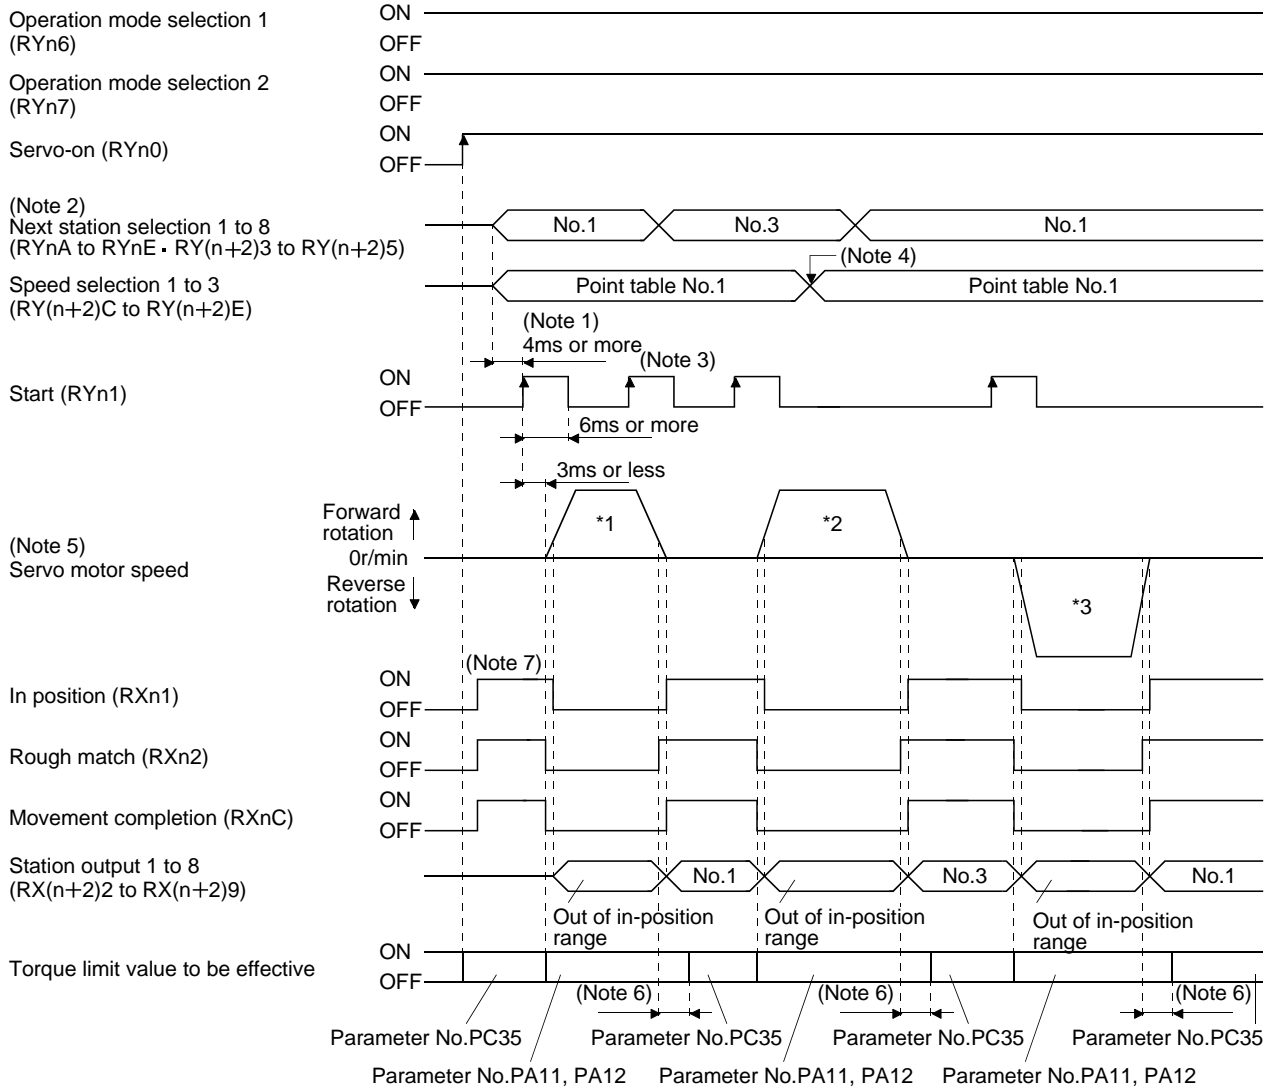 Operation mode selection 1
(RYn6)
ON
OFF
Operation mode selection 2
(RYn7)
ON
OFF
Servo-on (RYn0)
ON
OFF
(Note 2)
Next station selection 1 to 8
(RYnA to RYnE · RY(n+2)3 to RY(n+2)5)
No.1
No.3
No.1
Speed selection 1 to 3
(RY(n+2)C to RY(n+2)E)
Point table No.1
(Note 4)
Point table No.1
(Note 1)
4ms or more
(Note 3)
Start (RYn1)
ON
OFF
6ms or more
3ms or less
(Note 5)
Servo motor speed
Forward
rotation
0r/min
Reverse
rotation
*1
*2
*3
(Note 7)
In position (RXn1)
ON
OFF
Rough match (RXn2)
ON
OFF
Movement completion (RXnC)
ON
OFF
Station output 1 to 8
(RX(n+2)2 to RX(n+2)9)
No.1
No.3
No.1
Out of in-position
range
Out of in-position
range
Out of in-position
range
Torque limit value to be effective
ON
OFF
(Note 6)
(Note 6)
(Note 6)
Parameter No.PC35
Parameter No.PC35
Parameter No.PC35
Parameter No.PC35
Parameter No.PA11, PA12
Parameter No.PA11, PA12
Parameter No.PA11, PA12